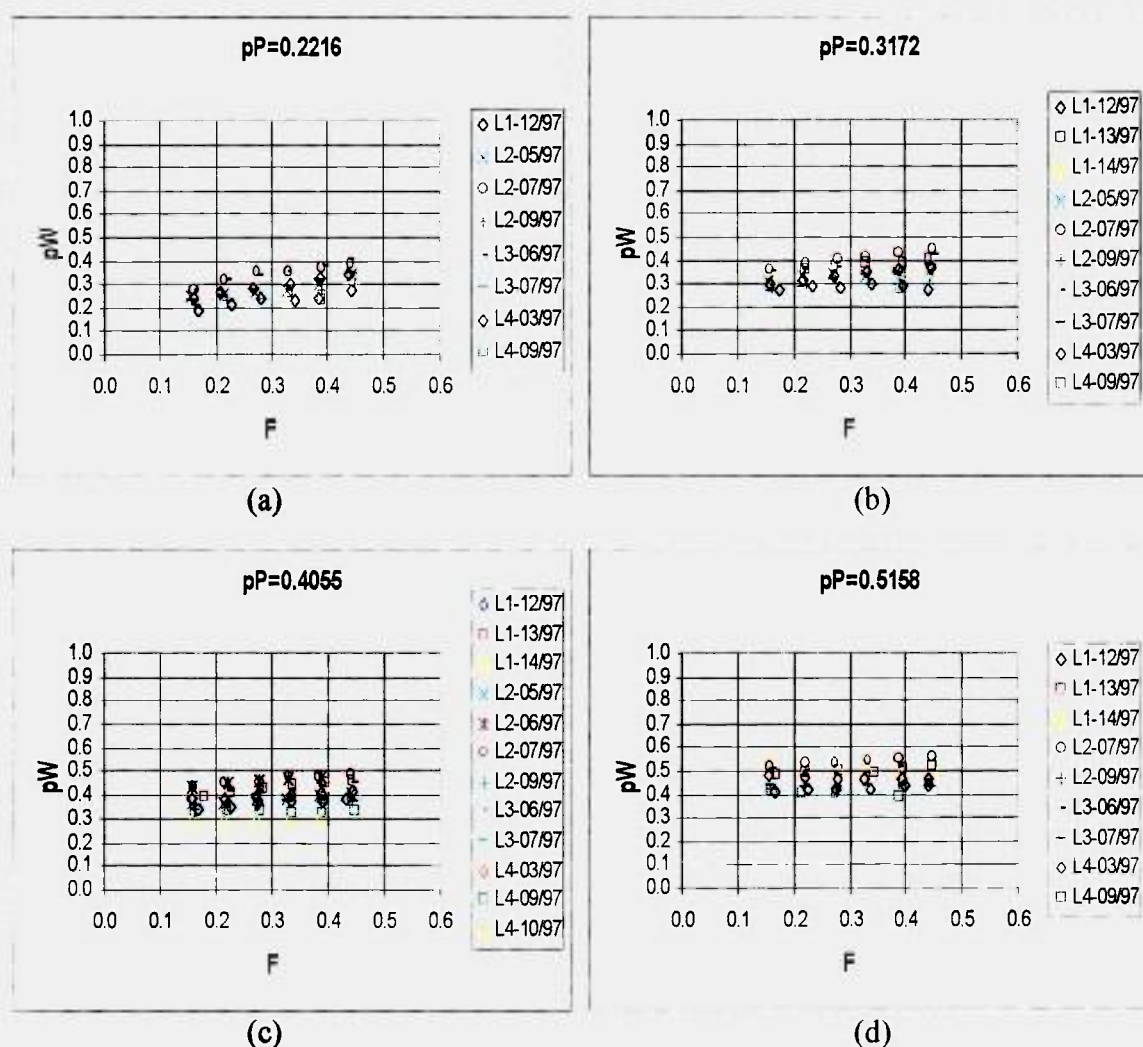 pP=0.2216
pW
1.0
0.9
0.8
0.7
0.6
0.5
0.4
0.3
0.2
0.1
0.0
0.0 0.1 0.2 0.3 0.4 0.5 0.6
F
L1-12/97
L2-05/97
L2-07/97
L2-09/97
L3-06/97
L3-07/97
L4-03/97
L4-09/97
(a)
pP=0.3172
pW
1.0
0.9
0.8
0.7
0.6
0.5
0.4
0.3
0.2
0.1
0.0
0.0 0.1 0.2 0.3 0.4 0.5 0.6
F
L1-12/97
L1-13/97
L1-14/97
L2-05/97
L2-07/97
L2-09/97
L3-06/97
L3-07/97
L4-03/97
L4-09/97
(b)
pP=0.4055
pW
1.0
0.9
0.8
0.7
0.6
0.5
0.4
0.3
0.2
0.1
0.0
0.0 0.1 0.2 0.3 0.4 0.5 0.6
F
L1-12/97
L1-13/97
L1-14/97
L2-05/97
L2-06/97
L2-07/97
L2-09/97
L3-06/97
L3-07/97
L4-03/97
L4-09/97
L4-10/97
(c)
pP=0.5158
pW
1.0
0.9
0.8
0.7
0.6
0.5
0.4
0.3
0.2
0.1
0.0
0.0 0.1 0.2 0.3 0.4 0.5 0.6
F
L1-12/97
L1-13/97
L1-14/97
L2-07/97
L2-09/97
L3-06/97
L3-07/97
L4-03/97
L4-09/97
(d)